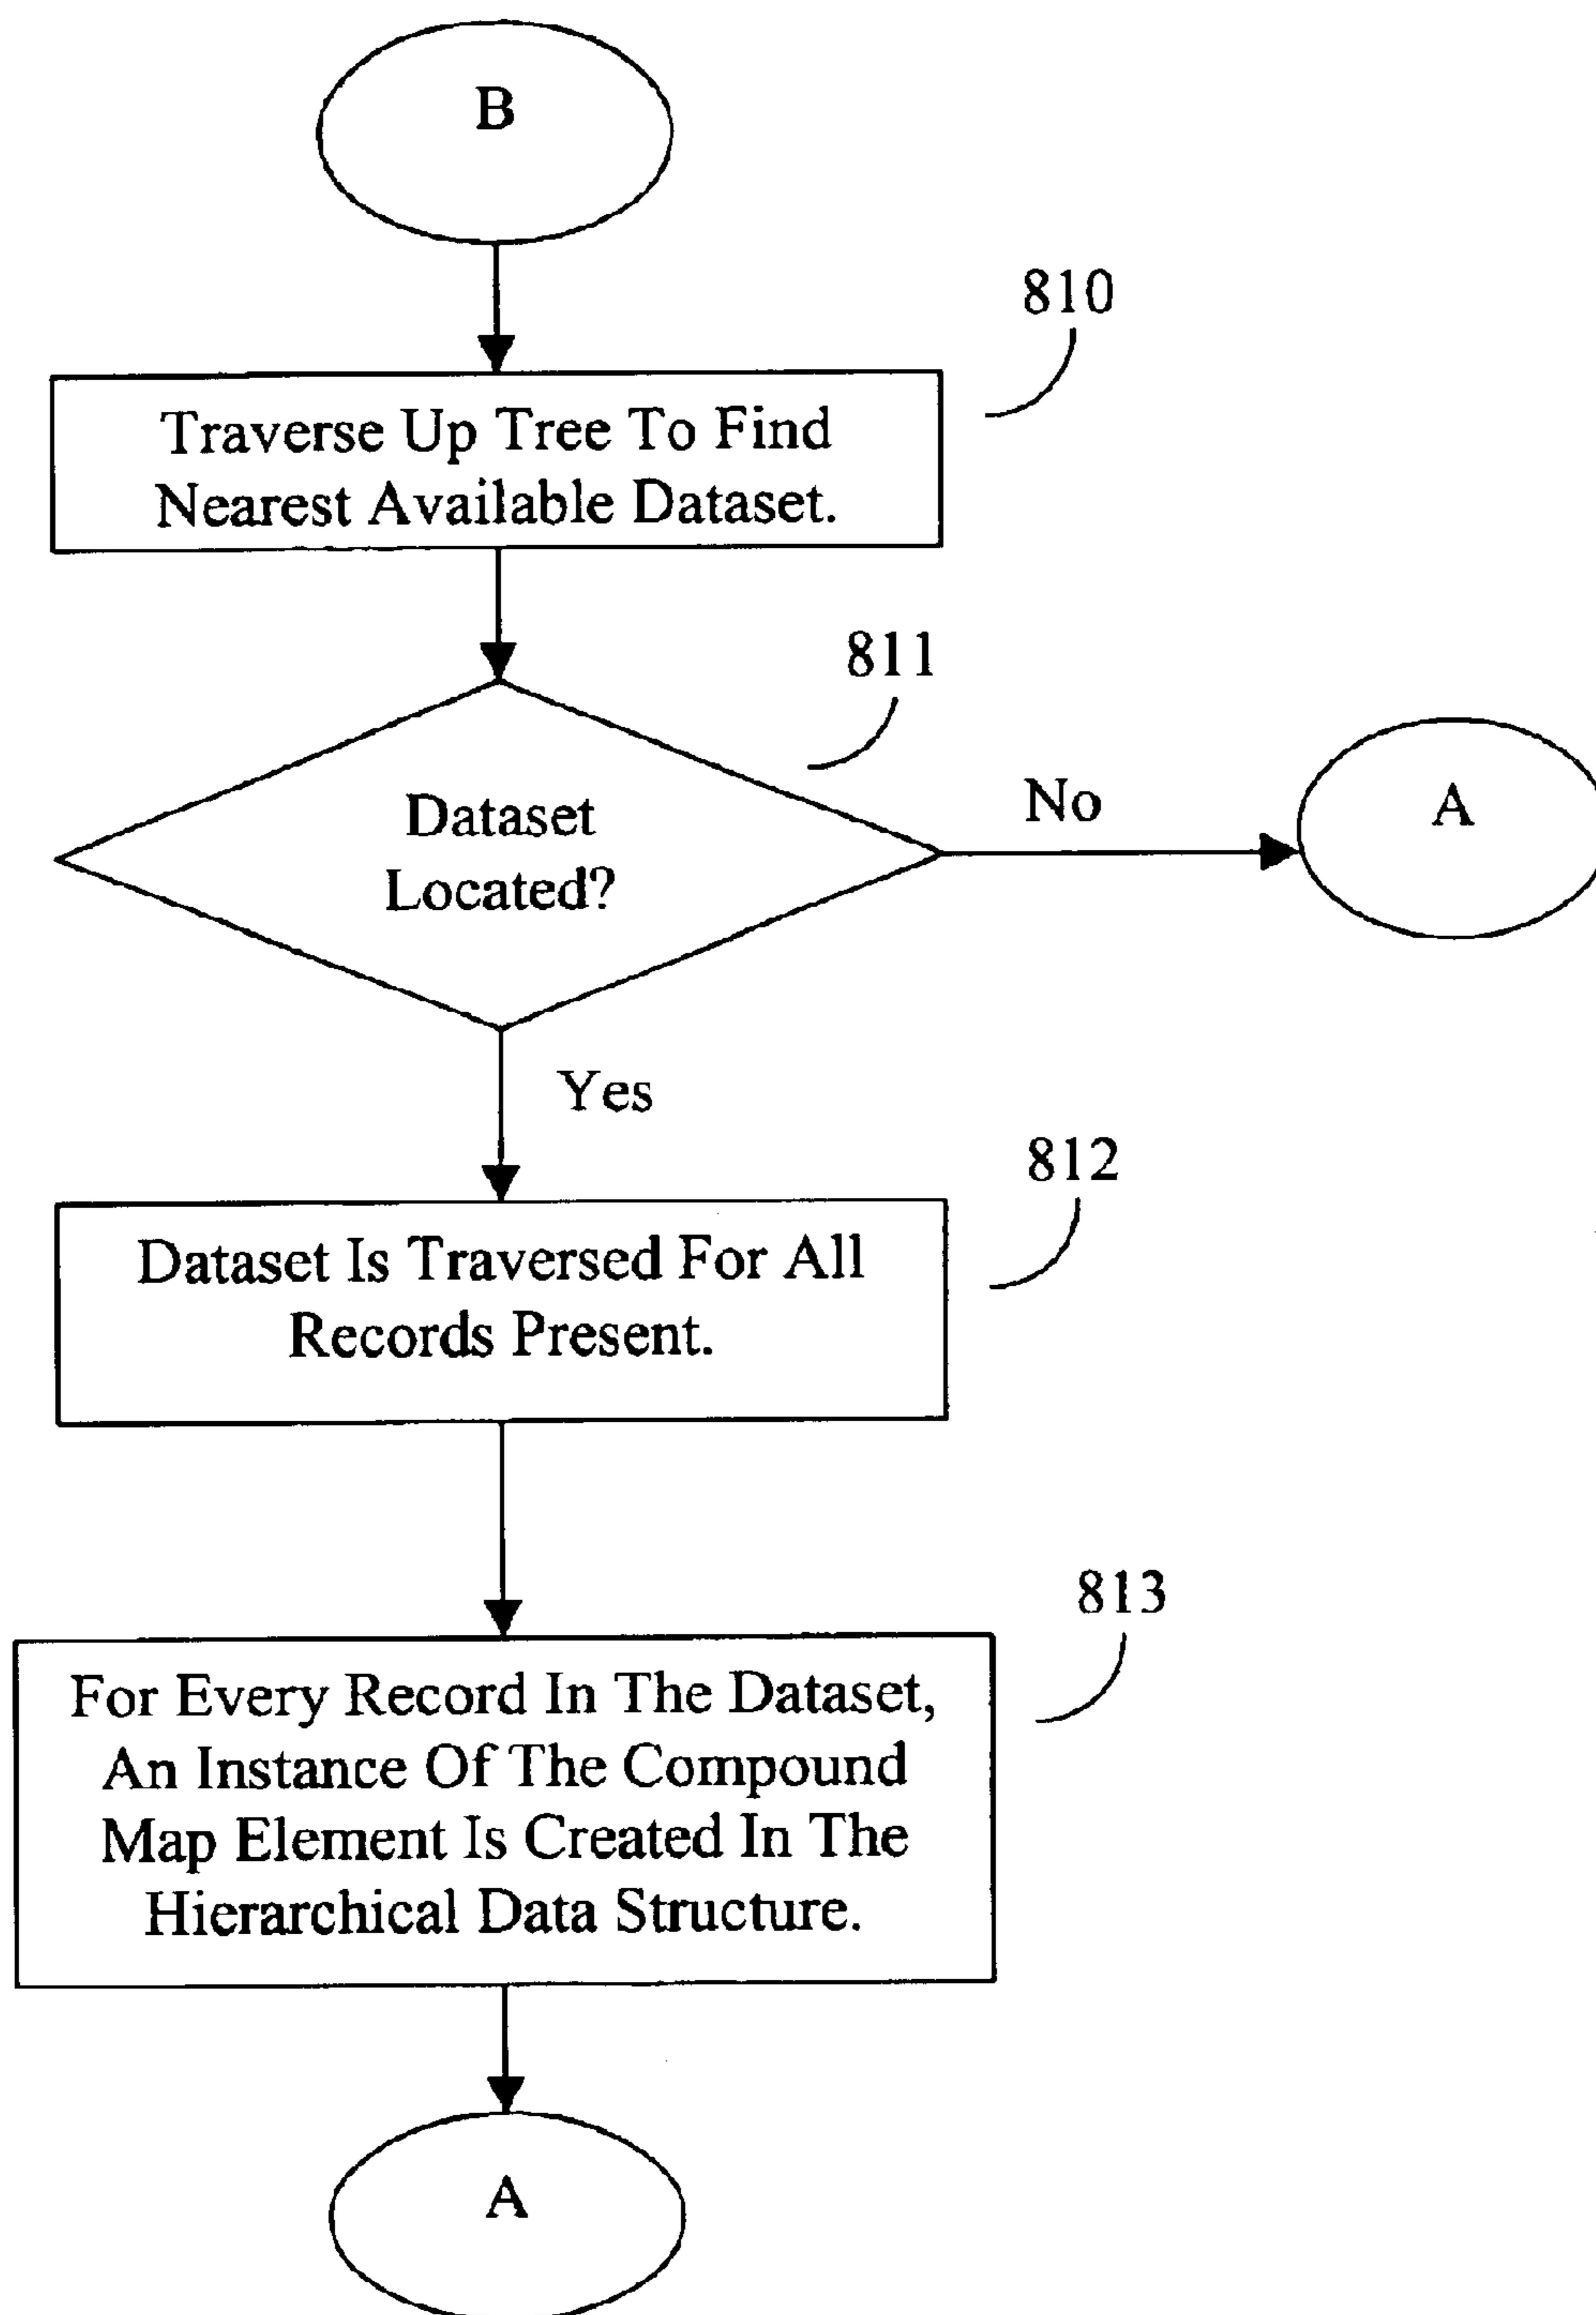 B
810
Traverse Up Tree To Find
Nearest Available Dataset.
811
Dataset
Located?
No
A
Yes
812
Dataset Is Traversed For All
Records Present.
813
For Every Record In The Dataset,
An Instance Of The Compound
Map Element Is Created In The
Hierarchical Data Structure.
A